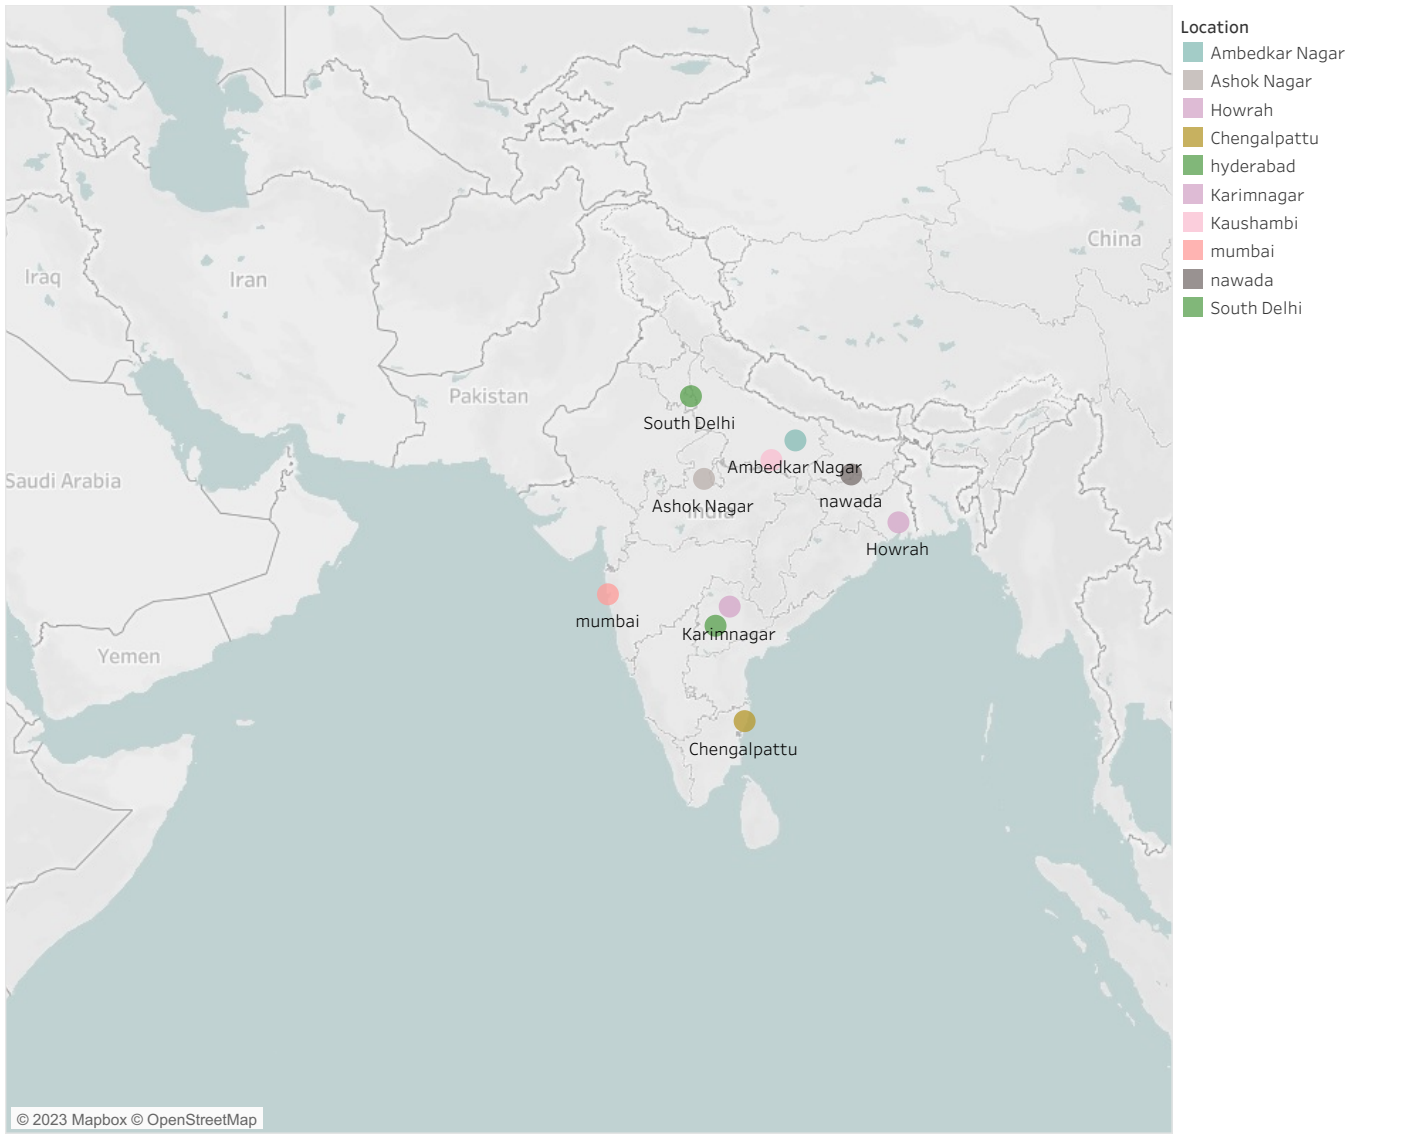 Location
Ambedkar Nagar
Ashok Nagar
Howrah
Chengalpattu
hyderabad
Karimnagar
Kaushambi
mumbai
nawada
South Delhi
China
Iraq
Iran
Pakistan
South Delhi
Saudi Arabia
Ambedkar Nagar
nawada
Ashok Nagar
India
Howrah
mumbai
Karimnagar
Yemen
Chengalpattu
© 2023 Mapbox © OpenStreetMap